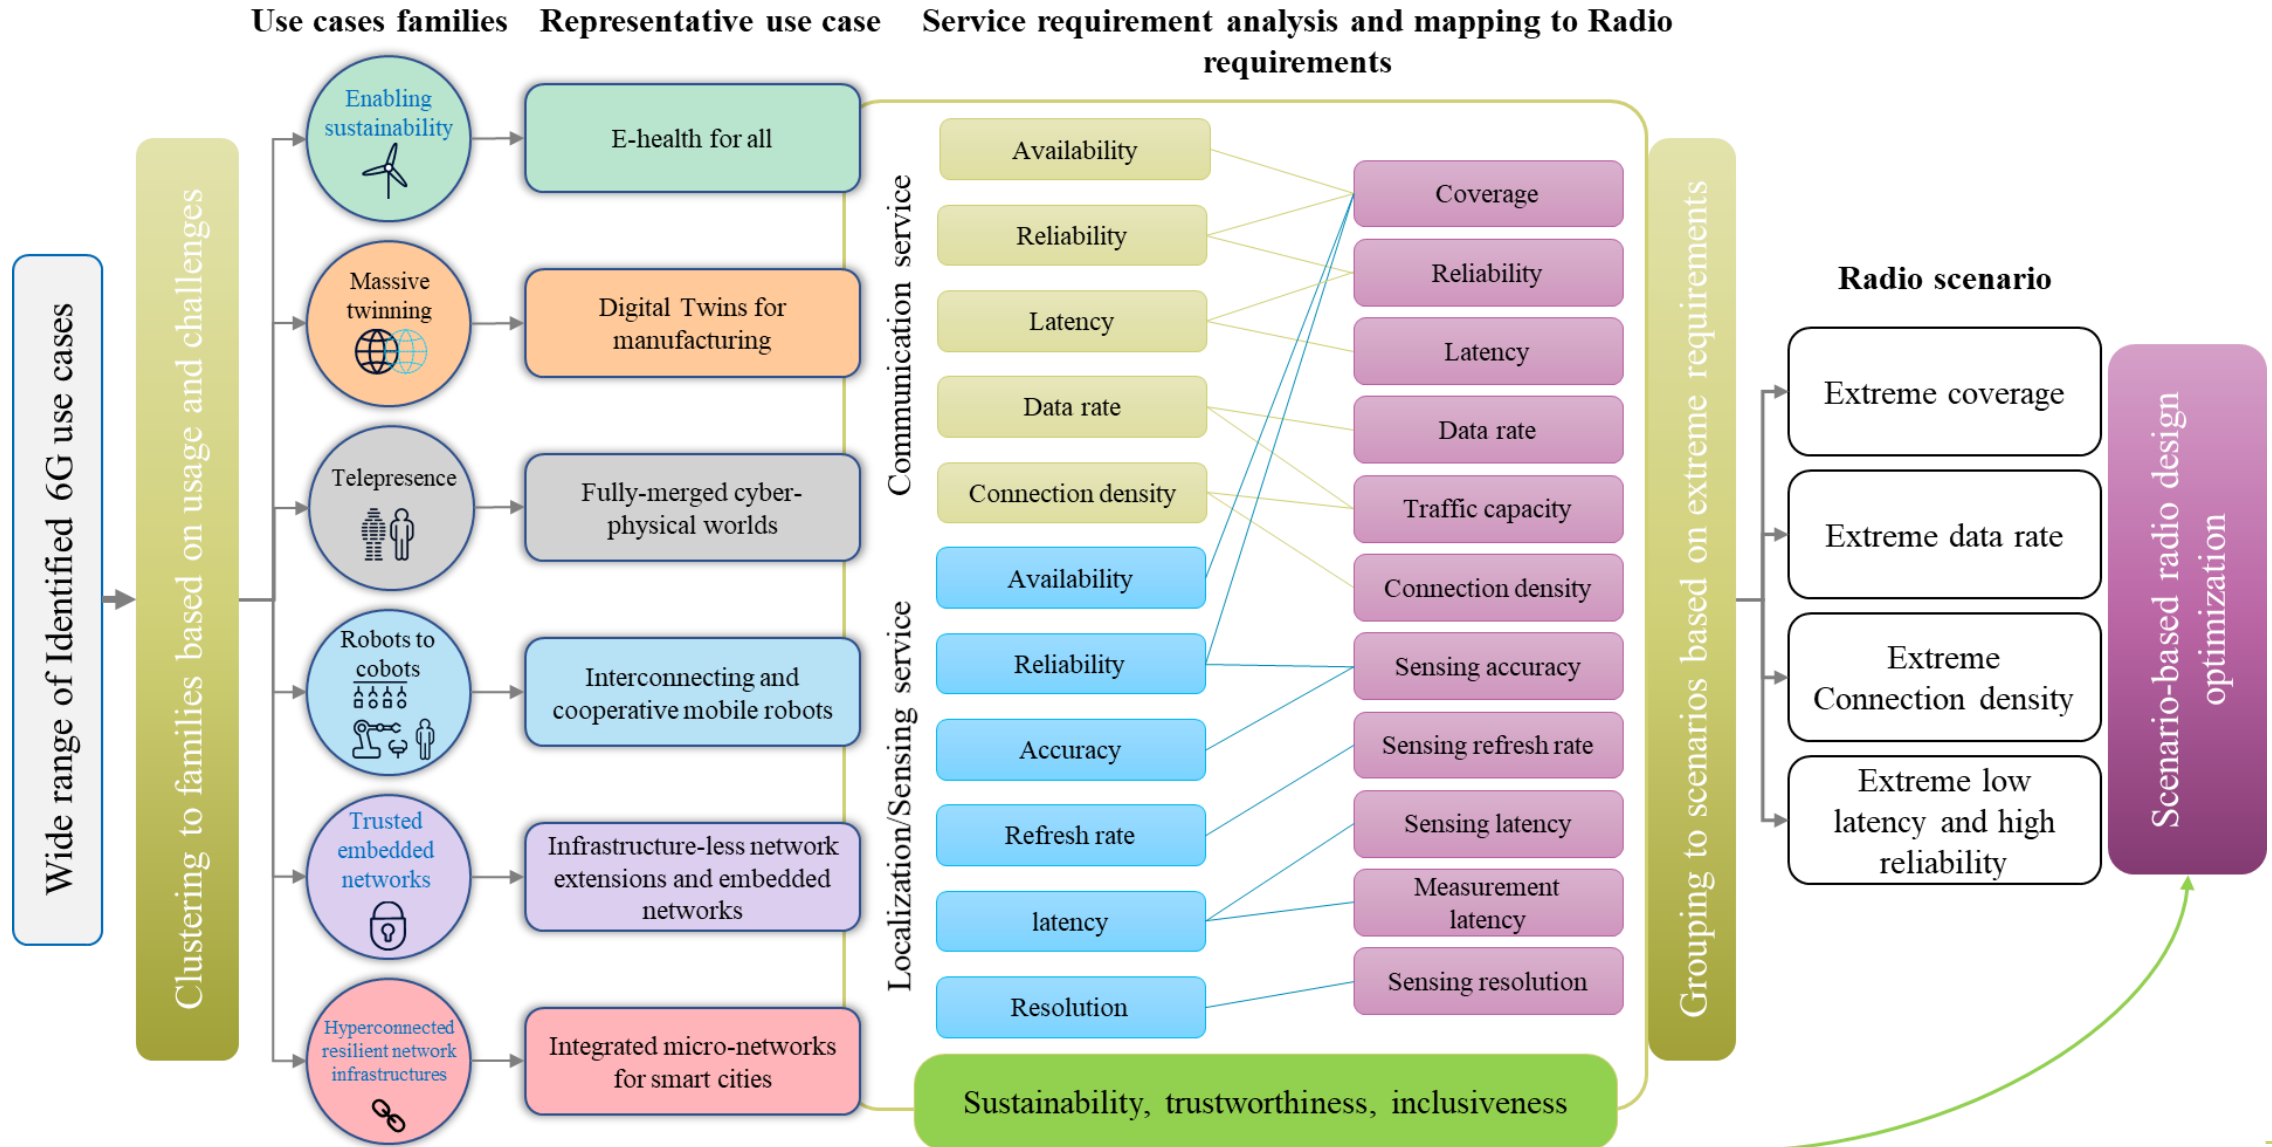 Use cases families
Representative use case
Service requirement analysis and mapping to Radio
requirements
Wide range of Identified 6G use cases
Clustering to families based on usage and challenges
Enabling
sustainability
E-health for all
Massive
twinning
Digital Twins for
manufacturing
Telepresence
Fully-merged cyber-
physical worlds
Robots to
cobots
Interconnecting and
cooperative mobile robots
Trusted
embedded
networks
Infrastructure-less network
extensions and embedded
networks
Hyperconnected
resilient network
infrastructures
Integrated micro-networks
for smart cities
Communication service
Availability
Reliability
Latency
Data rate
Connection density
Localization/Sensing service
Availability
Reliability
Accuracy
Refresh rate
latency
Resolution
Coverage
Reliability
Latency
Data rate
Traffic capacity
Connection density
Sensing accuracy
Sensing refresh rate
Sensing latency
Measurement
latency
Sensing resolution
Sustainability, trustworthiness, inclusiveness
Grouping to scenarios based on extreme requirements
Radio scenario
Extreme coverage
Extreme data rate
Extreme
Connection density
Extreme low
latency and high
reliability
Scenario-based radio design
optimization